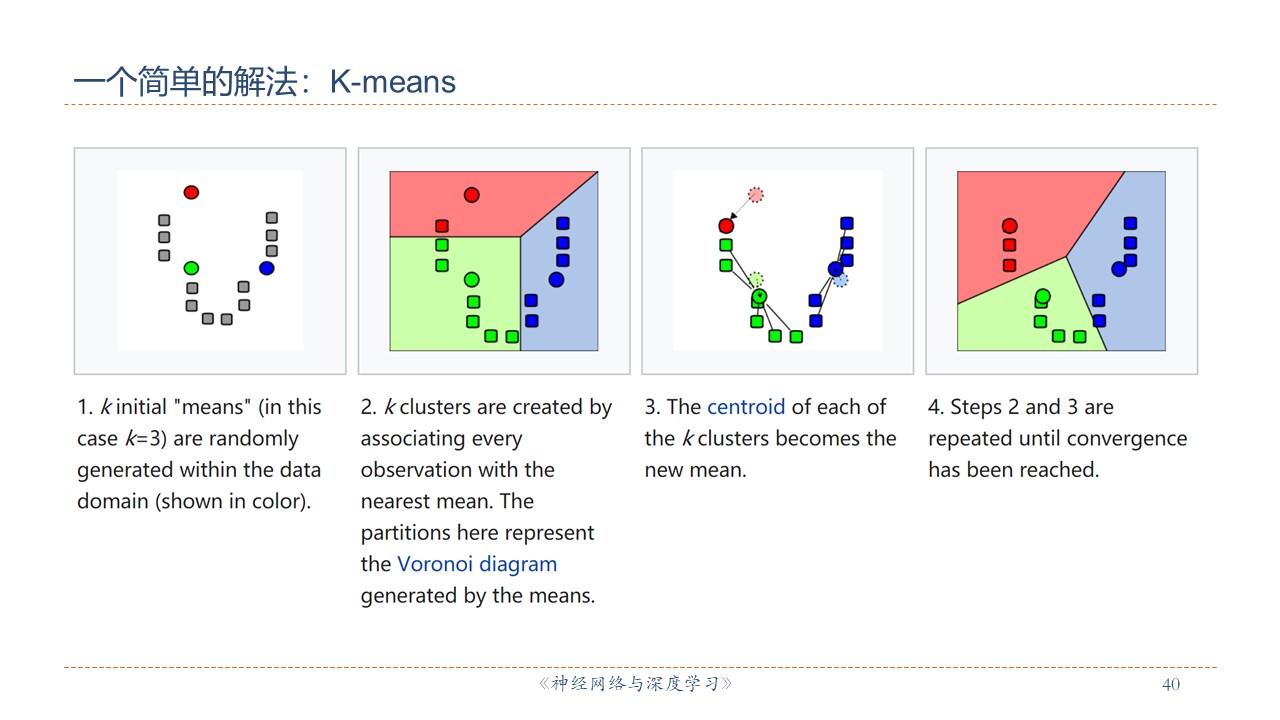 一个简单的解法：K-means
1. k initial "means" (in this
case k=3) are randomly
generated within the data
domain (shown in color).
2. k clusters are created by
associating every
observation with the
nearest mean. The
partitions here represent
the Voronoi diagram
generated by the means.
3. The centroid of each of
the k clusters becomes the
new mean.
4. Steps 2 and 3 are
repeated until convergence
has been reached.
《神经网络与深度学习》
40